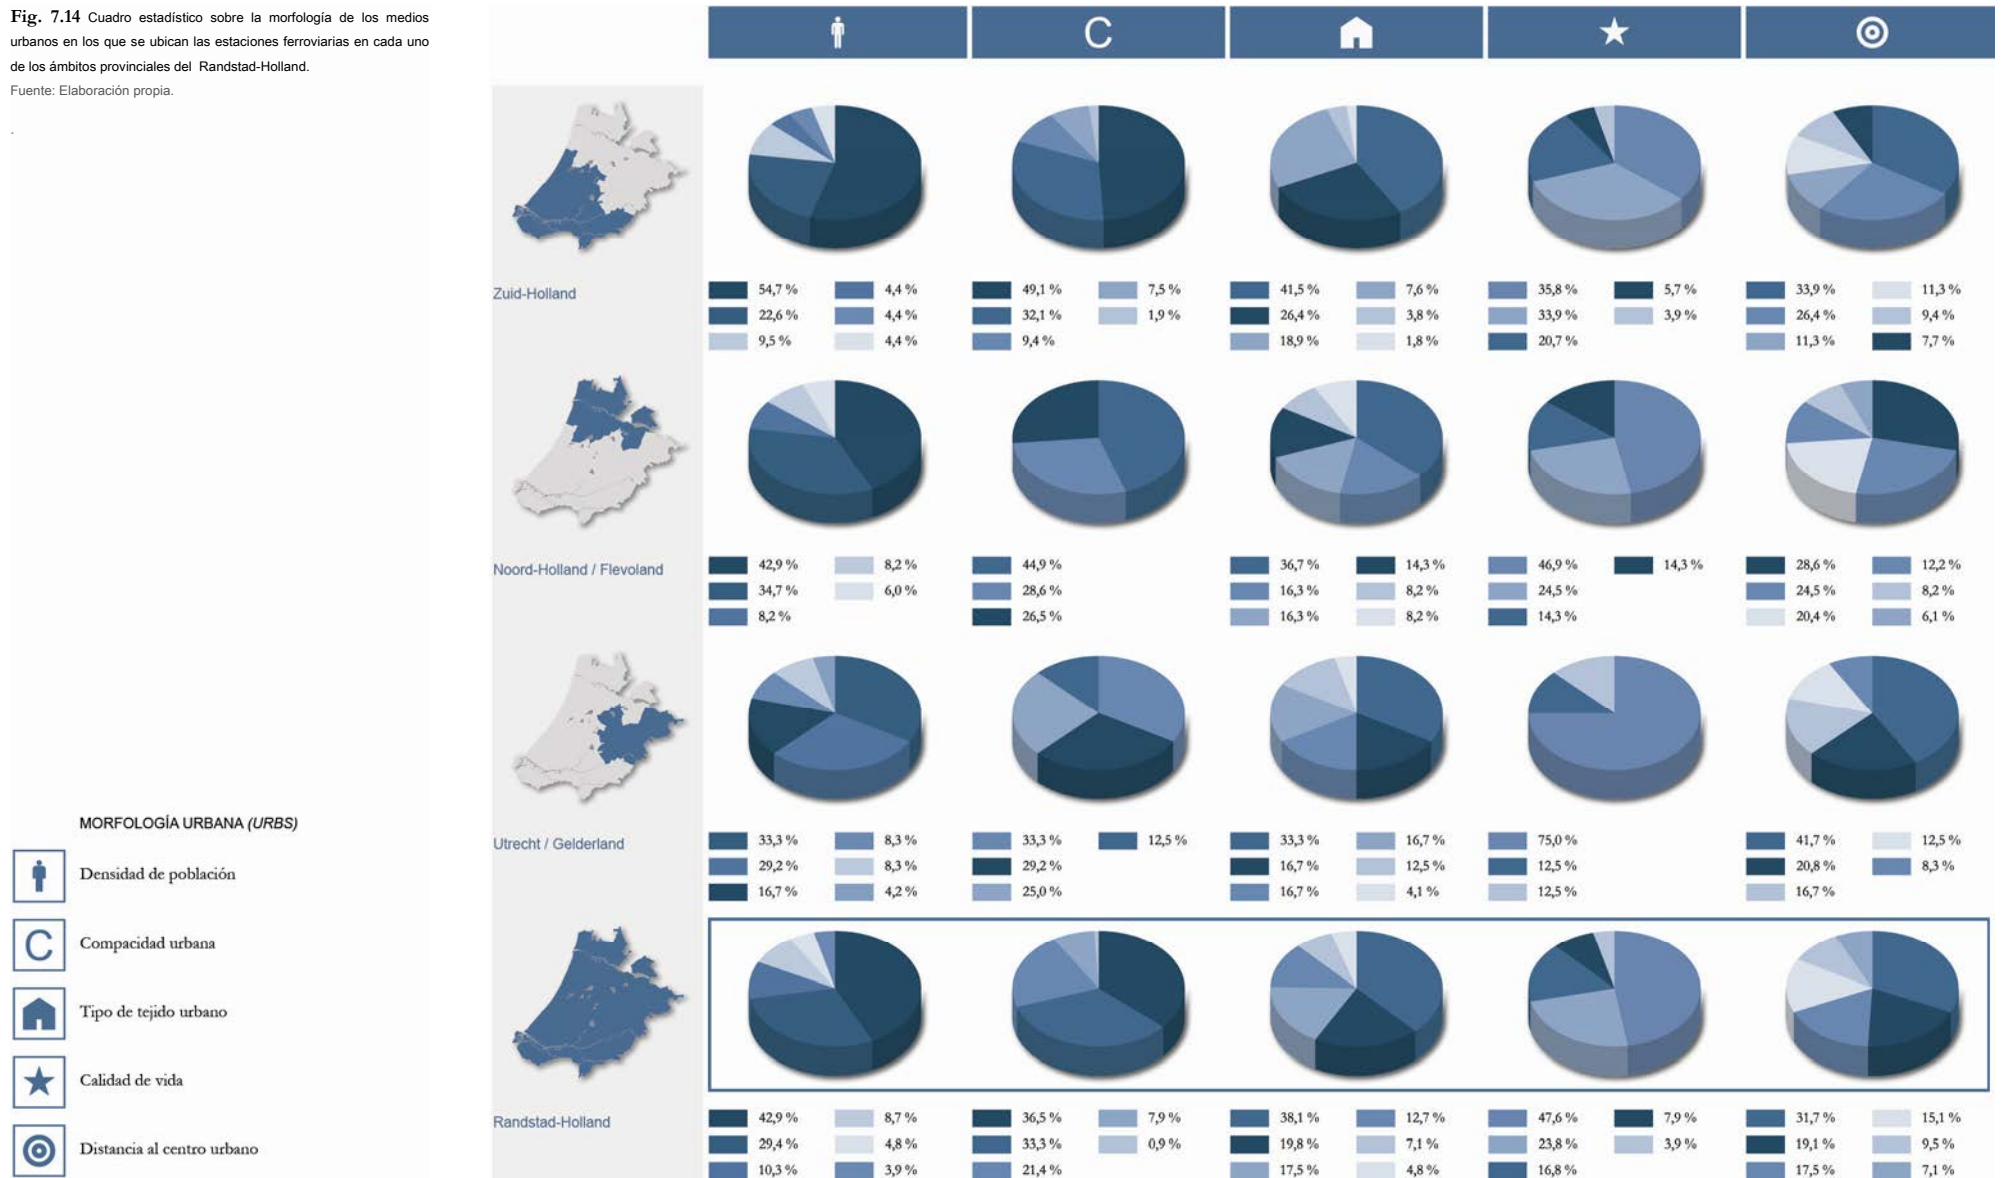 Fig. 7.14 Cuadro estadístico sobre la morfología de los medios
urbanos en los que se ubican las estaciones ferroviarias en cada uno
de los ámbitos provinciales del Randstad-Holland.
Fuente: Elaboración propia.
.
C
Zuid-Holland
54,7 % 4,4 % 49,1 % 7,5 % 41,5 % 7,6 % 35,8 % 5,7 % 33,9 % 11,3 %
22,6 % 4,4 % 32,1 % 1,9 % 26,4 % 3,8 % 33,9 % 3,9 % 26,4 % 9,4 %
9,5 % 4,4 % 9,4 % 18,9 % 1,8 % 20,7 % 11,3 % 7,7 %
Noord-Holland / Flevoland
42,9 % 8,2 % 44,9 % 36,7 % 14,3 % 46,9 % 14,3 % 28,6 % 12,2 %
34,7 % 6,0 % 28,6 % 16,3 % 8,2 % 24,5 % 24,5 % 8,2 %
8,2 % 26,5 % 16,3 % 8,2 % 14,3 % 20,4 % 6,1 %
Utrecht / Gelderland
33,3 % 8,3 % 33,3 % 12,5 % 33,3 % 16,7 % 75,0 % 41,7 % 12,5 %
29,2 % 8,3 % 29,2 % 16,7 % 12,5 % 12,5 % 20,8 % 8,3 %
16,7 % 4,2 % 25,0 % 16,7 % 4,1 % 12,5 % 16,7 %
Randstad-Holland
42,9 % 8,7 % 36,5 % 7,9 % 38,1 % 12,7 % 47,6 % 7,9 % 31,7 % 15,1 %
29,4 % 4,8 % 33,3 % 0,9 % 19,8 % 7,1 % 23,8 % 3,9 % 19,1 % 9,5 %
10,3 % 3,9 % 21,4 % 17,5 % 4,8 % 16,8 % 17,5 % 7,1 %
MORFOLOGÍA URBANA (URBS)
Densidad de población
C Compacidad urbana
Tipo de tejido urbano
Calidad de vida
Distancia al centro urbano